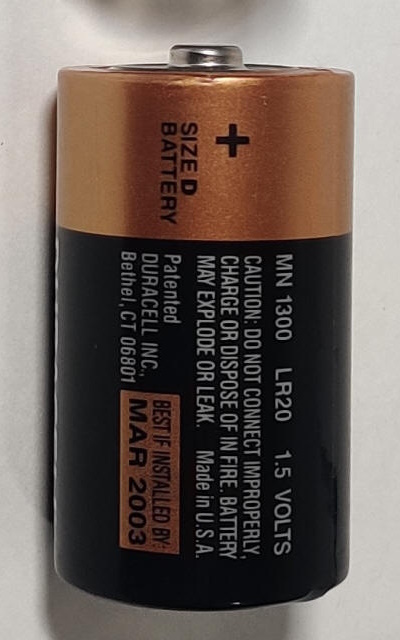 +
SIZE D
BATTERY
MN 1300 LR20 1.5 VOLTS
CAUTION: DO NOT CONNECT IMPROPERLY,
CHARGE OR DISPOSE OF IN FIRE. BATTERY
MAY EXPLODE OR LEAK. Made in U.S.A.
Patented
DURACELL INC.,
Bethel, CT 06801
BEST IF INSTALLED BY:
MAR 2003